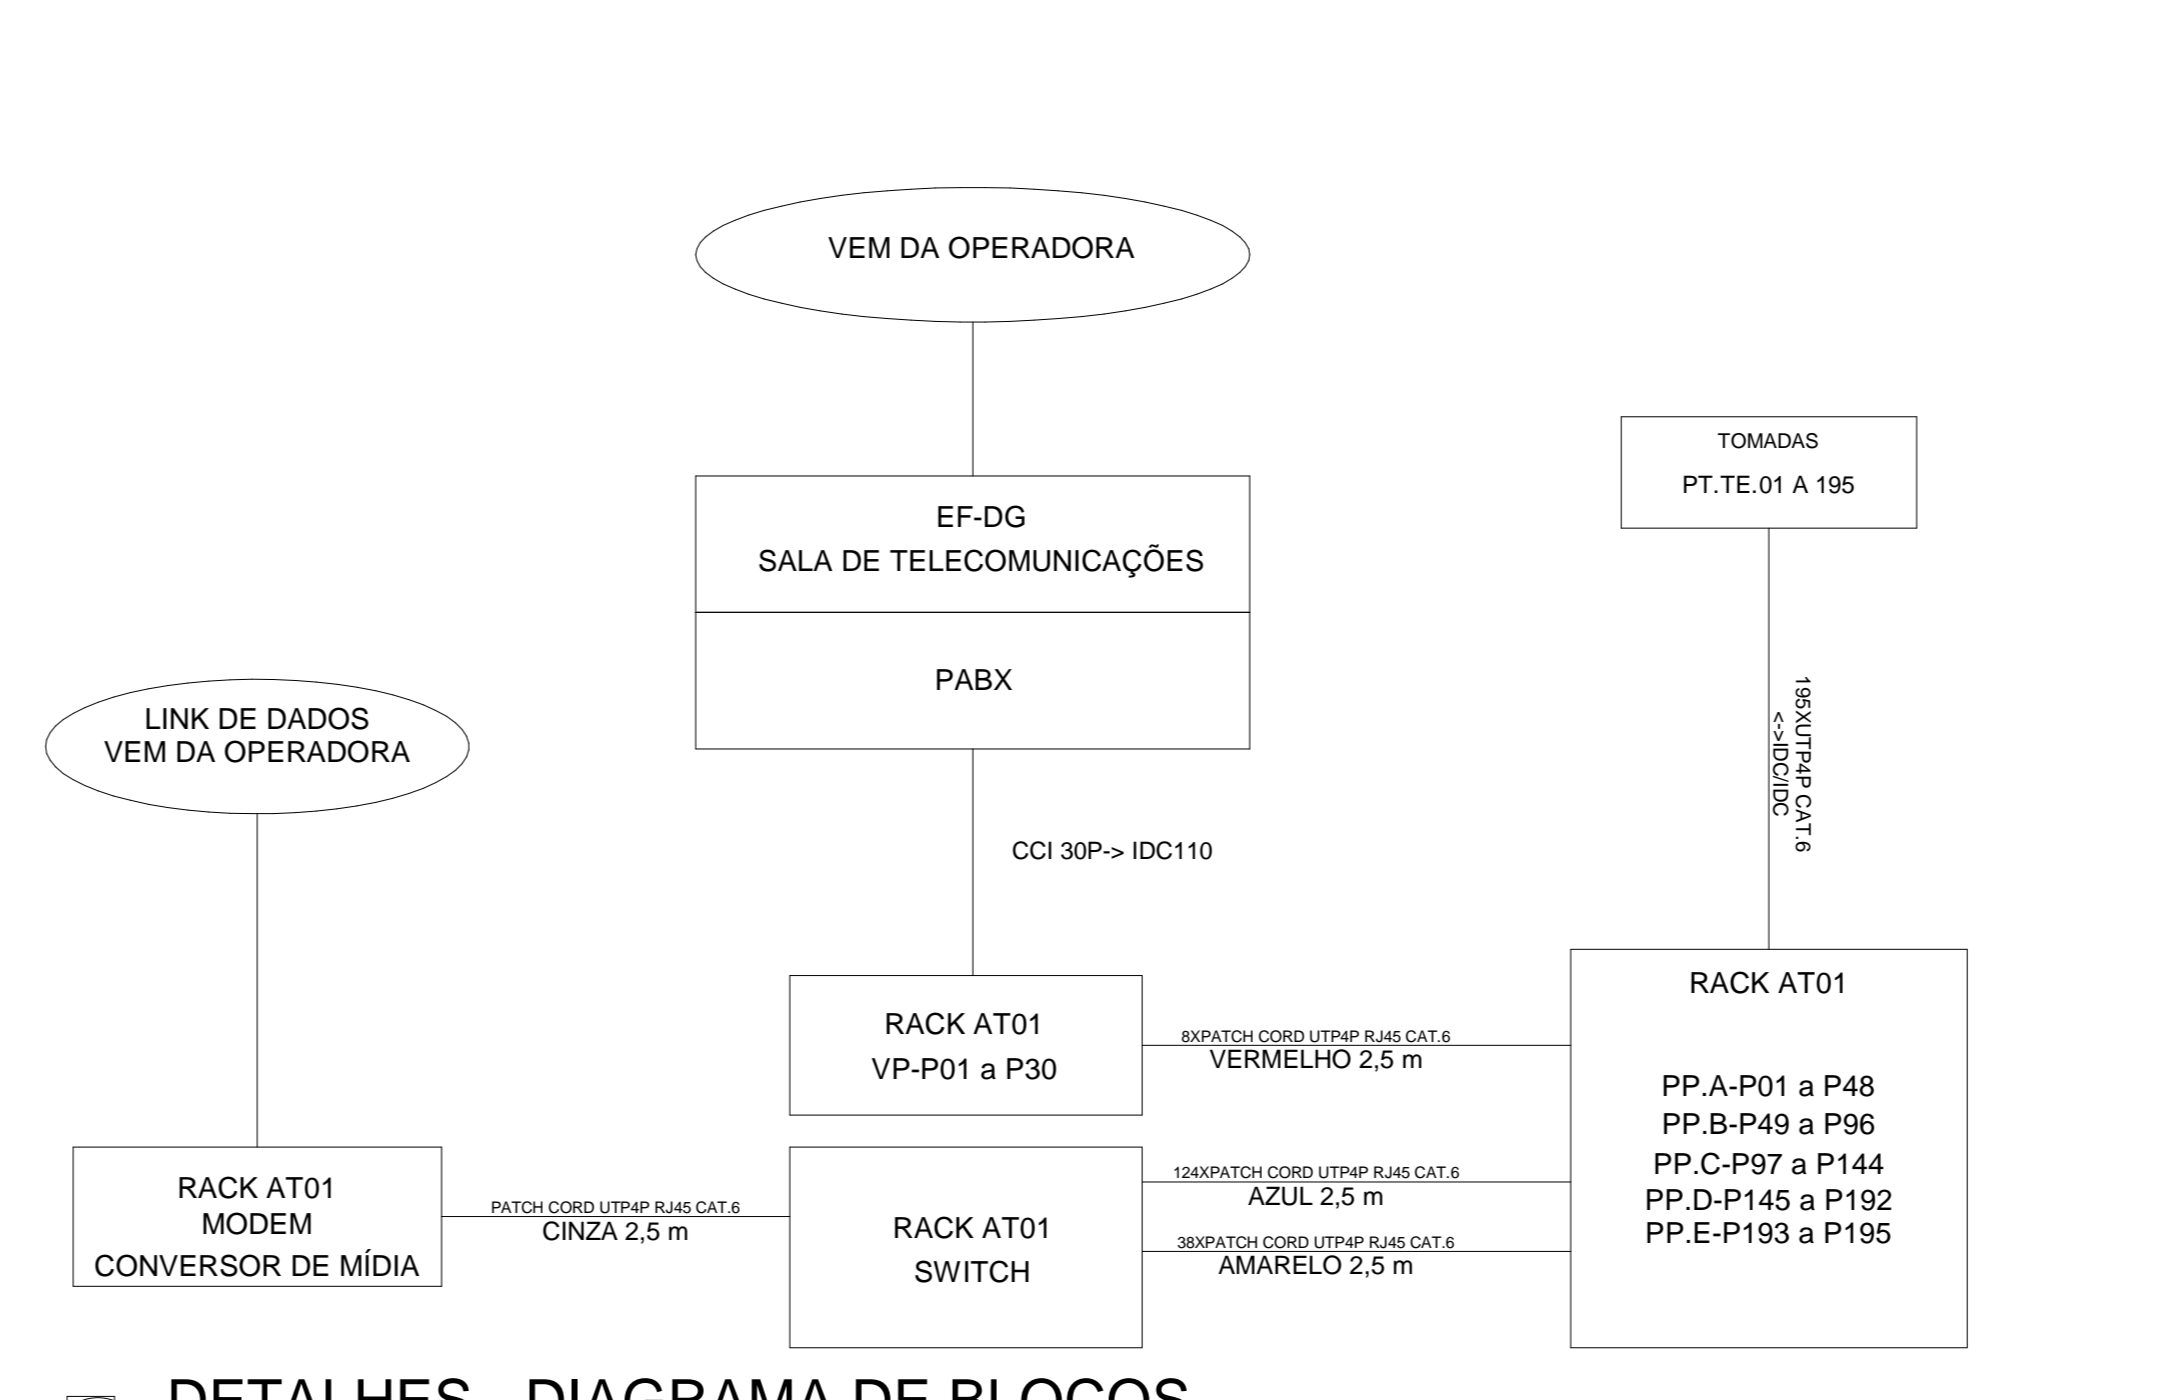 VEM DA OPERADORA
EF-DG
SALA DE TELECOMUNICAÇÕES
PABX
TOMADAS
PT.TE.01 A 195
195XUTP4P CAT.6
<->IDC/IDC
LINK DE DADOS
VEM DA OPERADORA
CCI 30P-> IDC110
RACK AT01
VP-P01 a P30
8XPATCH CORD UTP4P RJ45 CAT.6
VERMELHO 2,5 m
RACK AT01
PP.A-P01 a P48
PP.B-P49 a P96
PP.C-P97 a P144
PP.D-P145 a P192
PP.E-P193 a P195
RACK AT01
MODEM
CONVERSOR DE MÍDIA
PATCH CORD UTP4P RJ45 CAT.6
CINZA 2,5 m
RACK AT01
SWITCH
124XPATCH CORD UTP4P RJ45 CAT.6
AZUL 2,5 m
38XPATCH CORD UTP4P RJ45 CAT.6
AMARELO 2,5 m
DETALHES - DIAGRAMA DE BLOCOS